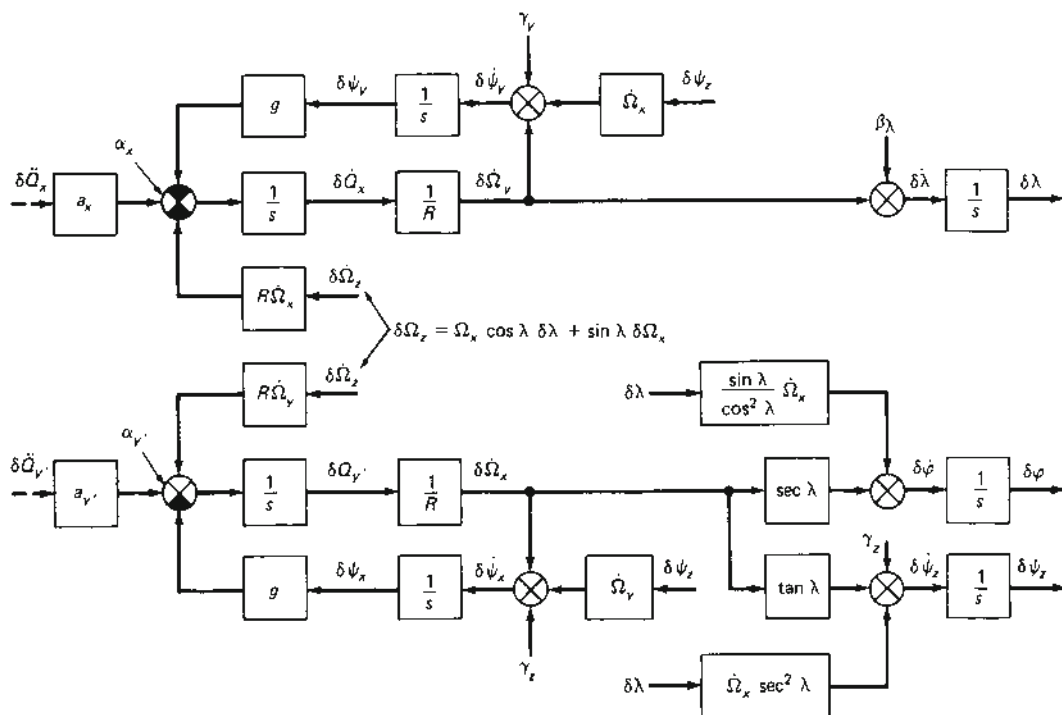 γ_y
δψ_y
δψ̇_y
δψ_z
g
1/s
Ω̇_x
α_x
β_λ
δQ̈_x
a_x
1/s
δQ̇_x
1/R
δΩ̇_y
δλ̇
1/s
δλ
RΩ̇_x
δΩ̇_z
δΩ_z = Ω_x cos λ δλ + sin λ δΩ_x
RΩ̇_y
δΩ̇_z
δλ
sin λ/cos² λ Ω̇_x
α_y'
δQ̈_y'
a_y'
1/s
δQ_y'
1/R
δΩ̇_x
sec λ
δφ̇
1/s
δφ
γ_z
g
δψ_x
1/s
δψ̇_x
Ω̇_y
δψ_z
tan λ
δψ̇_z
1/s
δψ_z
γ_z
δλ
Ω̇_x sec² λ